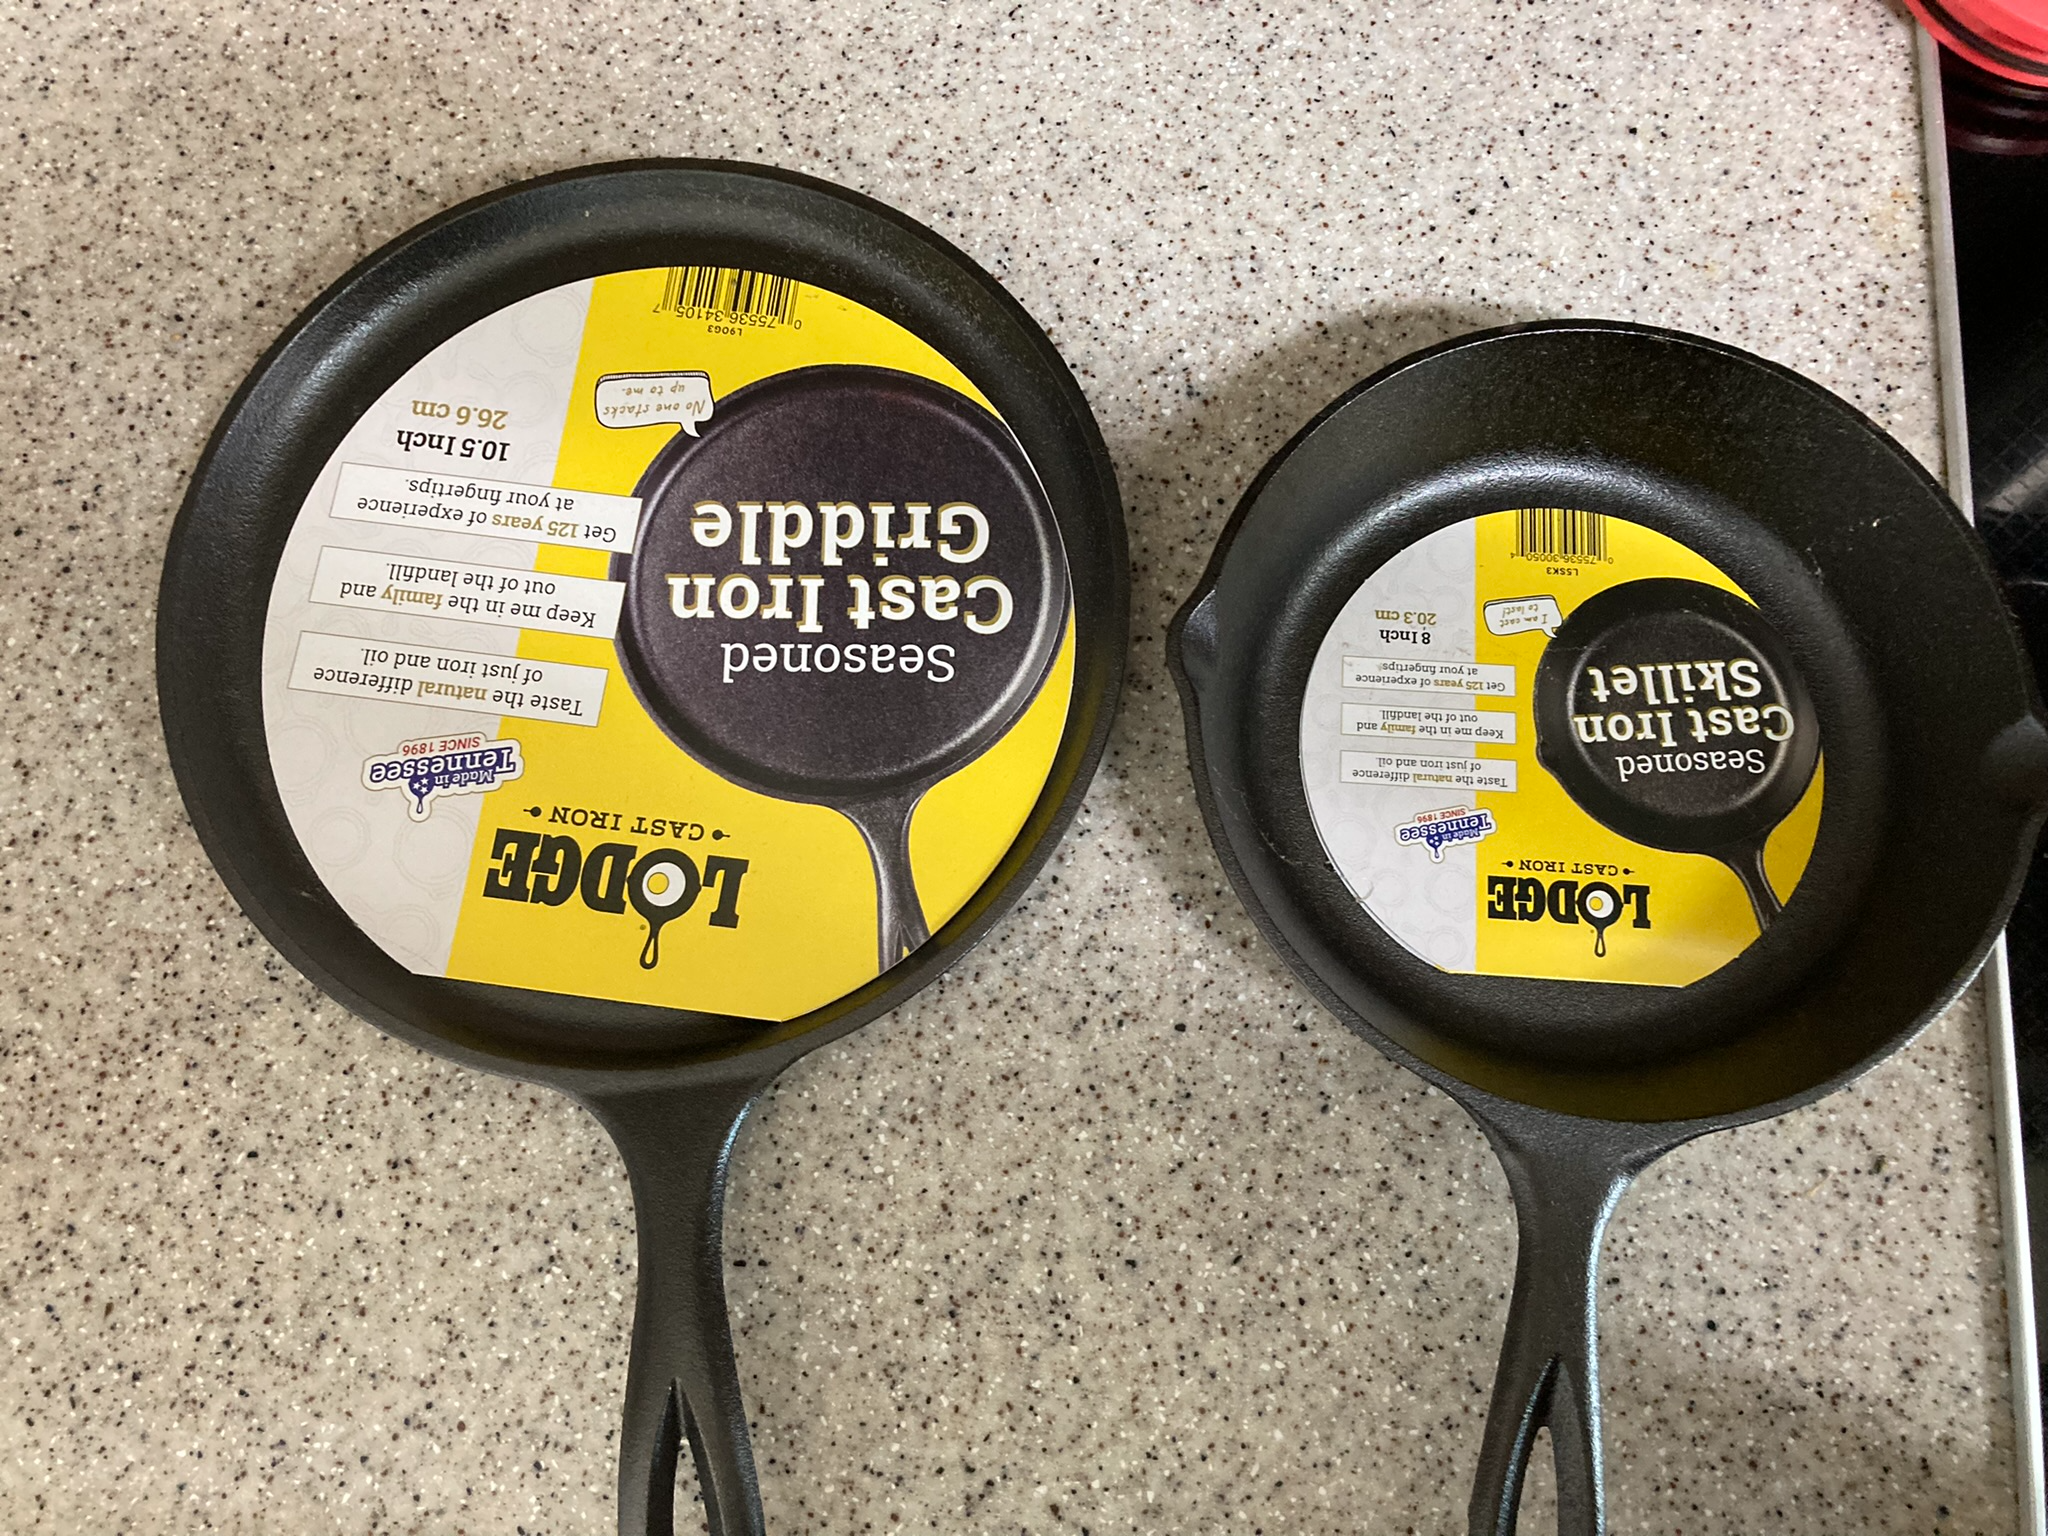 LODGE
CAST IRON
Made in
Tennessee
SINCE 1896
Taste the natural difference
of just iron and oil.
Keep me in the family and
out of the landfill.
Get 125 years of experience
at your fingertips.
10.5 Inch
26.6 cm
Seasoned
Cast Iron
Griddle
No one stacks
up to me.
L9OG3
0 75536 34105 7
LODGE
CAST IRON
Made in
Tennessee
SINCE 1896
Taste the natural difference
of just iron and oil.
Keep me in the family and
out of the landfill.
Get 125 years of experience
at your fingertips.
8 Inch
20.3 cm
Seasoned
Cast Iron
Skillet
I am cast
to last!
L5SK3
0 75536 30050 4